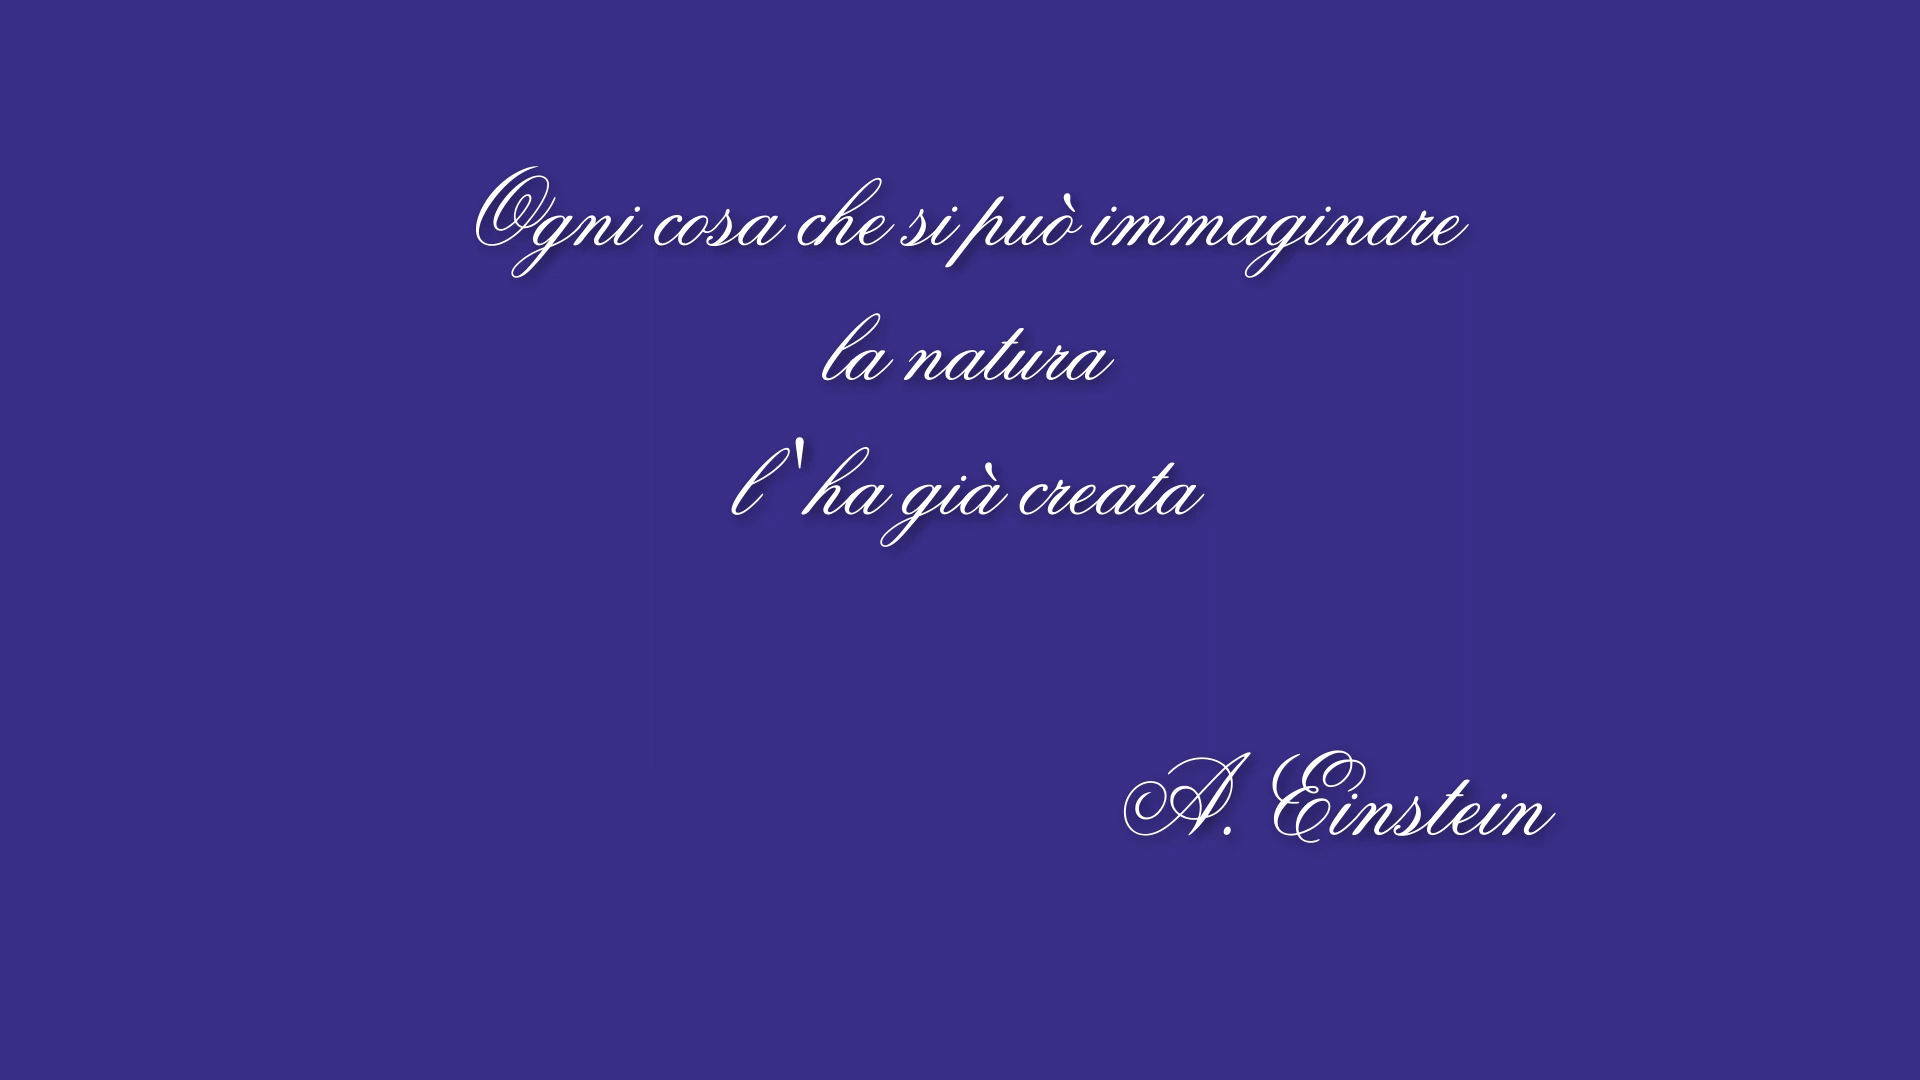 Ogni cosa che si può immaginare
la natura
l'ha già creata
A. Einstein